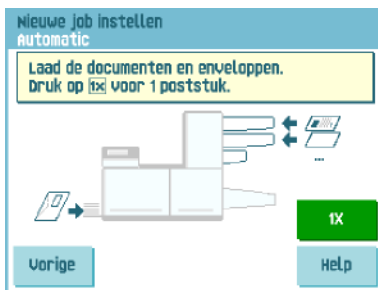 Nieuwe job instellen
Automatic
Laad de documenten en enveloppen.
Druk op 1x voor 1 poststuk.
...
1X
Vorige
Help